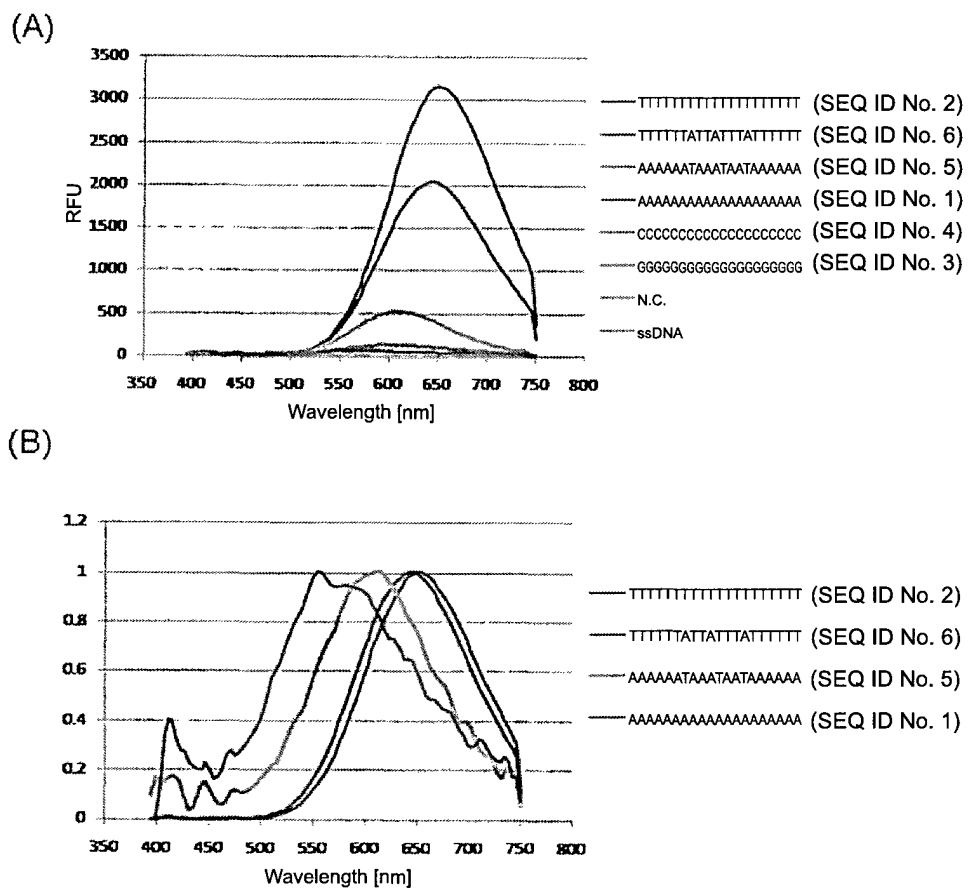 (A)
3500
3000
2500
2000
1500
1000
500
0
RFU
350 400 450 500 550 600 650 700 750 800
Wavelength [nm]
TTTTTTTTTTTTTTTTTTTT (SEQ ID No. 2)
TTTTTTATTATTTATTTTTT (SEQ ID No. 6)
AAAAAATAAATAATAAAAAA (SEQ ID No. 5)
AAAAAAAAAAAAAAAAAAAA (SEQ ID No. 1)
CCCCCCCCCCCCCCCCCCCC (SEQ ID No. 4)
GGGGGGGGGGGGGGGGGGGG (SEQ ID No. 3)
N.C.
ssDNA
(B)
1.2
1
0.8
0.6
0.4
0.2
0
350 400 450 500 550 600 650 700 750 800
Wavelength [nm]
TTTTTTTTTTTTTTTTTTTT (SEQ ID No. 2)
TTTTTTATTATTTATTTTTT (SEQ ID No. 6)
AAAAAATAAATAATAAAAAA (SEQ ID No. 5)
AAAAAAAAAAAAAAAAAAAA (SEQ ID No. 1)